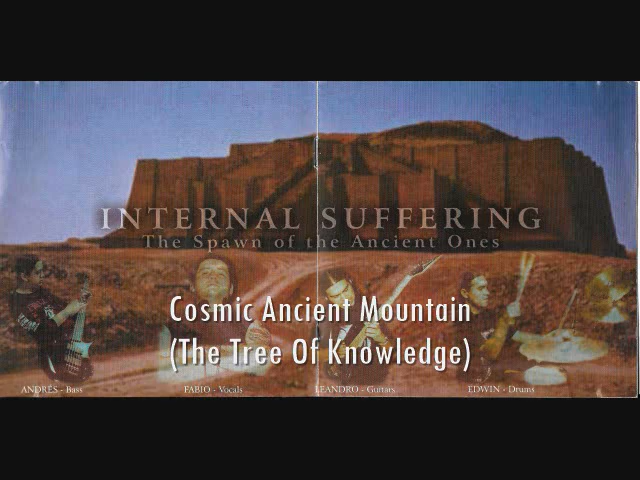 INTERNAL SUFFERING
The Spawn of the Ancient Ones
Cosmic Ancient Mountain
(The Tree Of Knowledge)
ANDRÉS - Bass
FABIO - Vocals
LEANDRO - Guitars
EDWIN - Drums